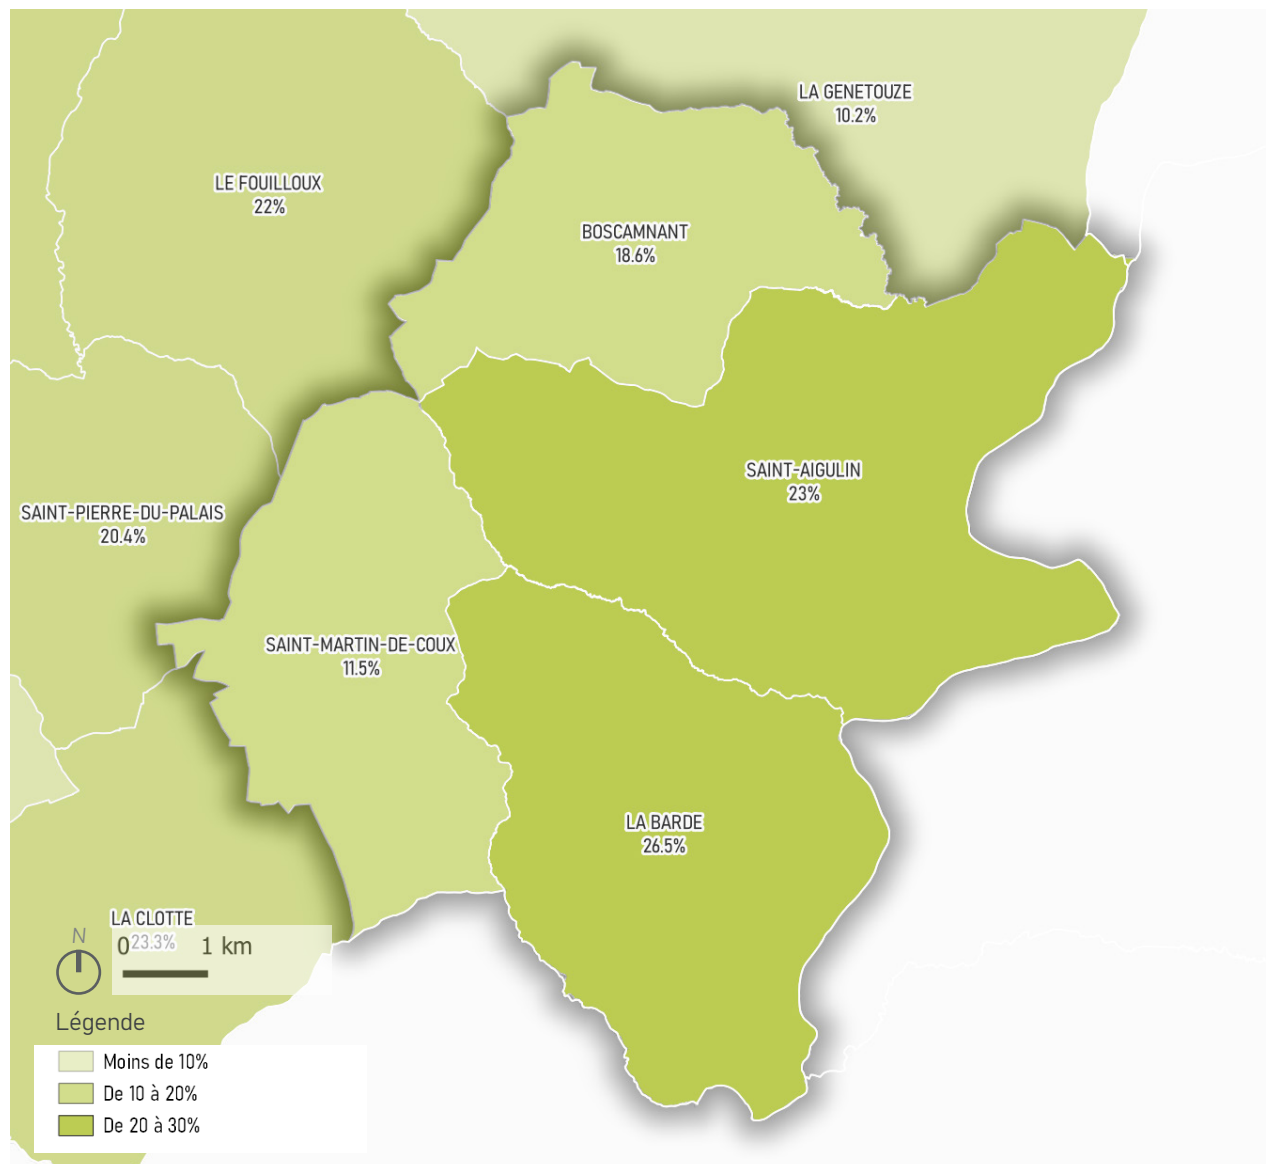 LA GENETOUZE
10.2%
LE FOUILLOUX
22%
BOSCAMNANT
18.6%
SAINT-AIGULIN
23%
SAINT-PIERRE-DU-PALAIS
20.4%
SAINT-MARTIN-DE-COUX
11.5%
LA BARDE
26.5%
LA CLOTTE
23.3%
N
0 1 km
Légende
Moins de 10%
De 10 à 20%
De 20 à 30%